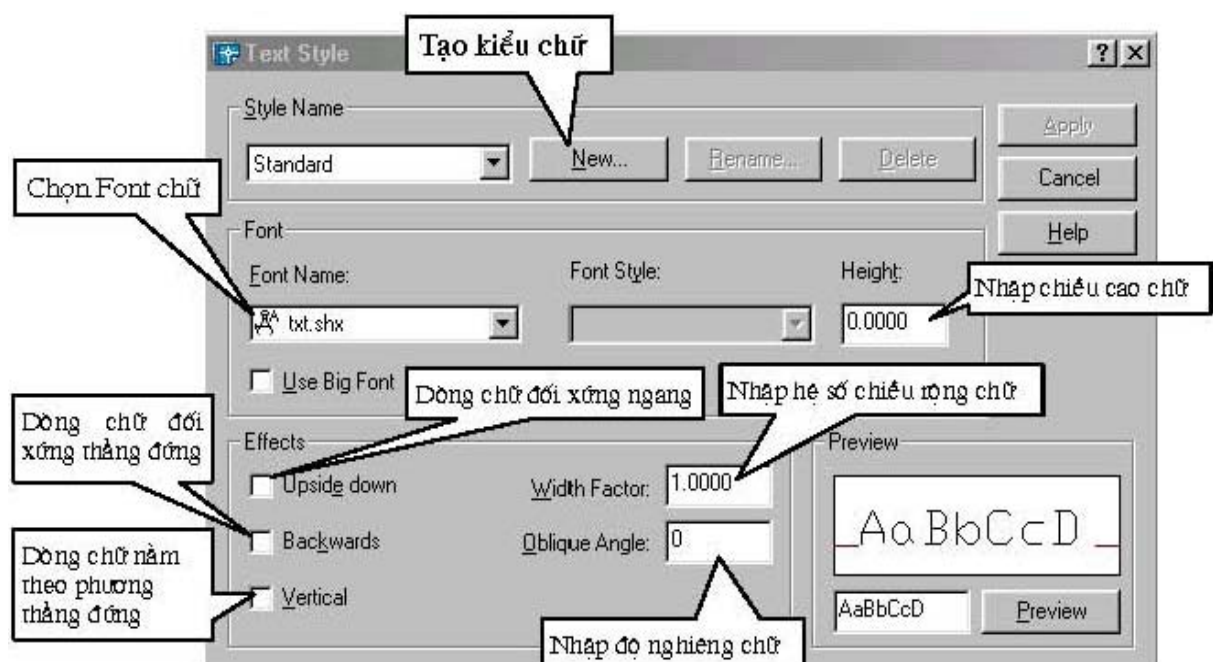 Text Style
Tạo kiểu chữ
Style Name
Standard
New...
Rename...
Delete
Apply
Cancel
Help
Chọn Font chữ
Font
Font Name:
Font Style:
Height:
txt.shx
0.0000
Nhập chiều cao chữ
Use Big Font
Dòng chữ đối xứng ngang
Nhập hệ số chiều rộng chữ
Dòng chữ đối
xứng thẳng đứng
Effects
Upside down
Width Factor:
1.0000
Backwards
Oblique Angle:
0
Dòng chữ nằm
theo phương
thẳng đứng
Vertical
Nhập độ nghiêng chữ
Preview
AaBbCcD
AaBbCcD
Preview